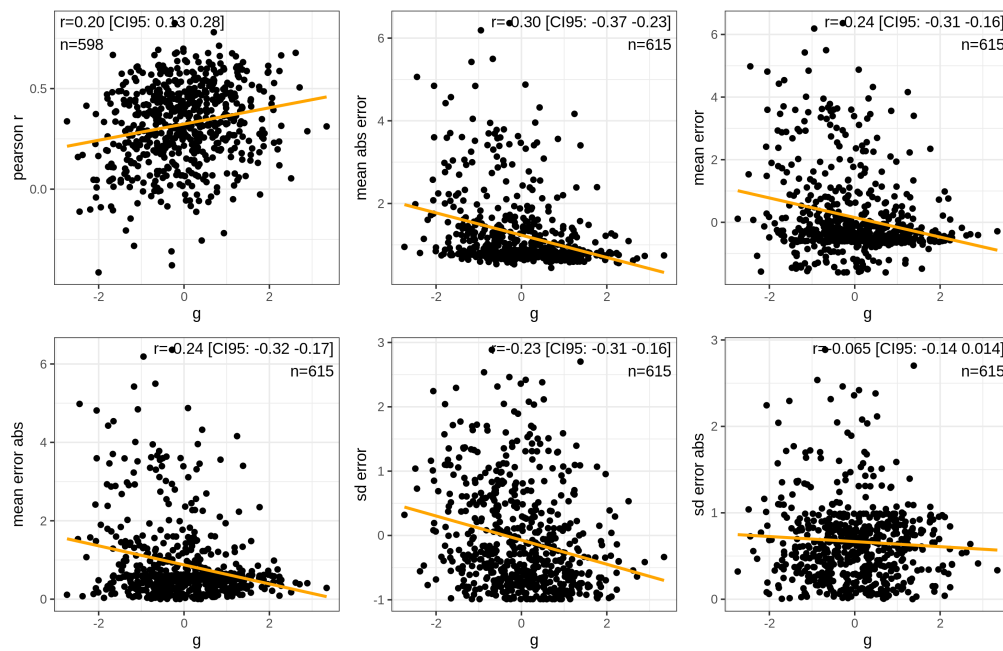 r=0.20 [CI95: 0.13 0.28]
n=598
pearson r
0.5
0.0
-2
0
2
g
r=-0.30 [CI95: -0.37 -0.23]
n=615
mean abs error
6
4
2
-2
0
2
g
r=-0.24 [CI95: -0.31 -0.16]
n=615
mean error
6
4
2
0
-2
0
2
g
r=-0.24 [CI95: -0.32 -0.17]
n=615
mean error abs
6
4
2
0
-2
0
2
g
r=-0.23 [CI95: -0.31 -0.16]
n=615
sd error
3
2
1
0
-1
-2
0
2
g
r=-0.065 [CI95: -0.14 0.014]
n=615
sd error abs
3
2
1
0
-2
0
2
g